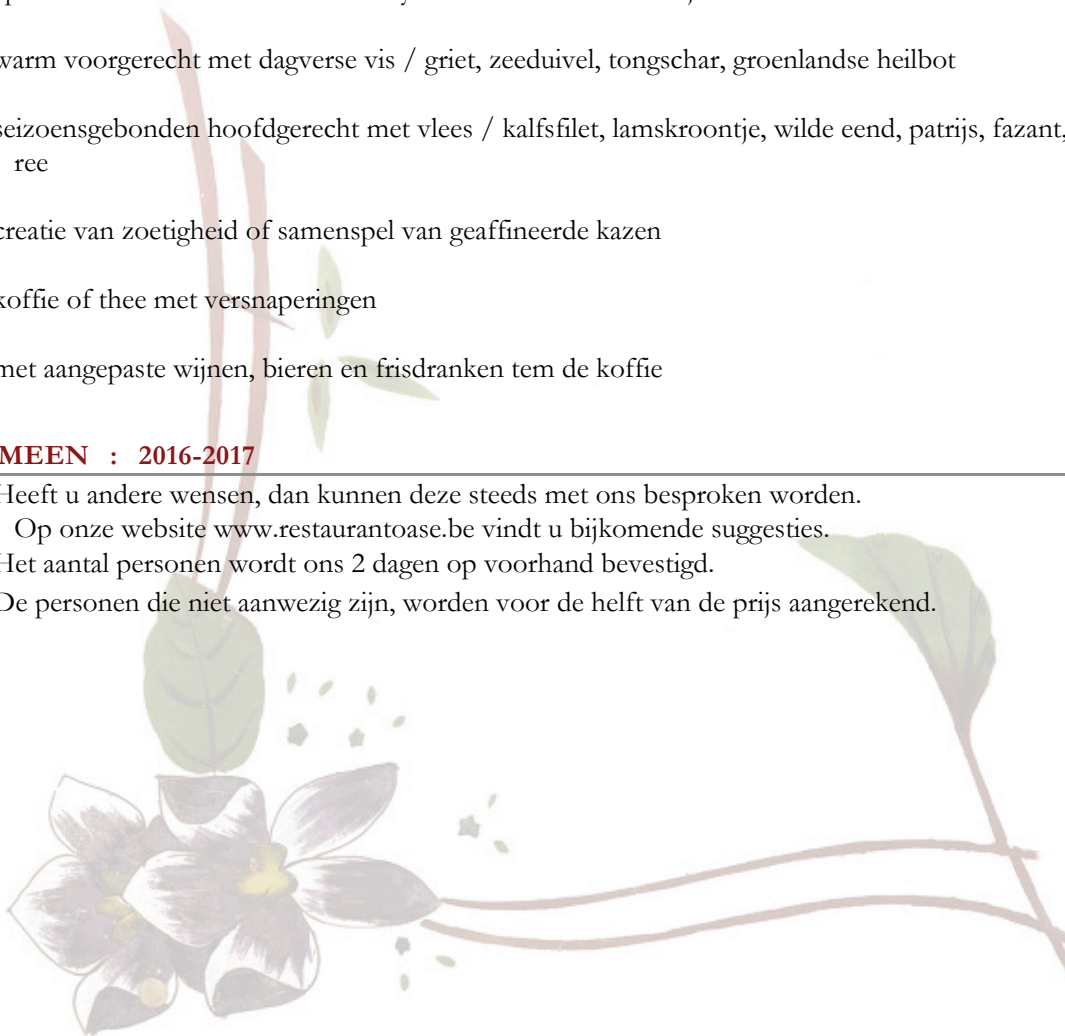 warm voorgerecht met dagverse vis / griet, zeeduivel, tongschar, groenlandse heilbot
seizoensgebonden hoofdgerecht met vlees / kalfsfilet, lamskroontje, wilde eend, patrijs, fazant,
ree
creatie van zoetigheid of samenspel van geaffineerde kazen
koffie of thee met versnaperingen
met aangepaste wijnen, bieren en frisdranken tem de koffie
MEEN : 2016-2017
Heeft u andere wensen, dan kunnen deze steeds met ons besproken worden.
Op onze website www.restaurantoase.be vindt u bijkomende suggesties.
Het aantal personen wordt ons 2 dagen op voorhand bevestigd.
De personen die niet aanwezig zijn, worden voor de helft van de prijs aangerekend.